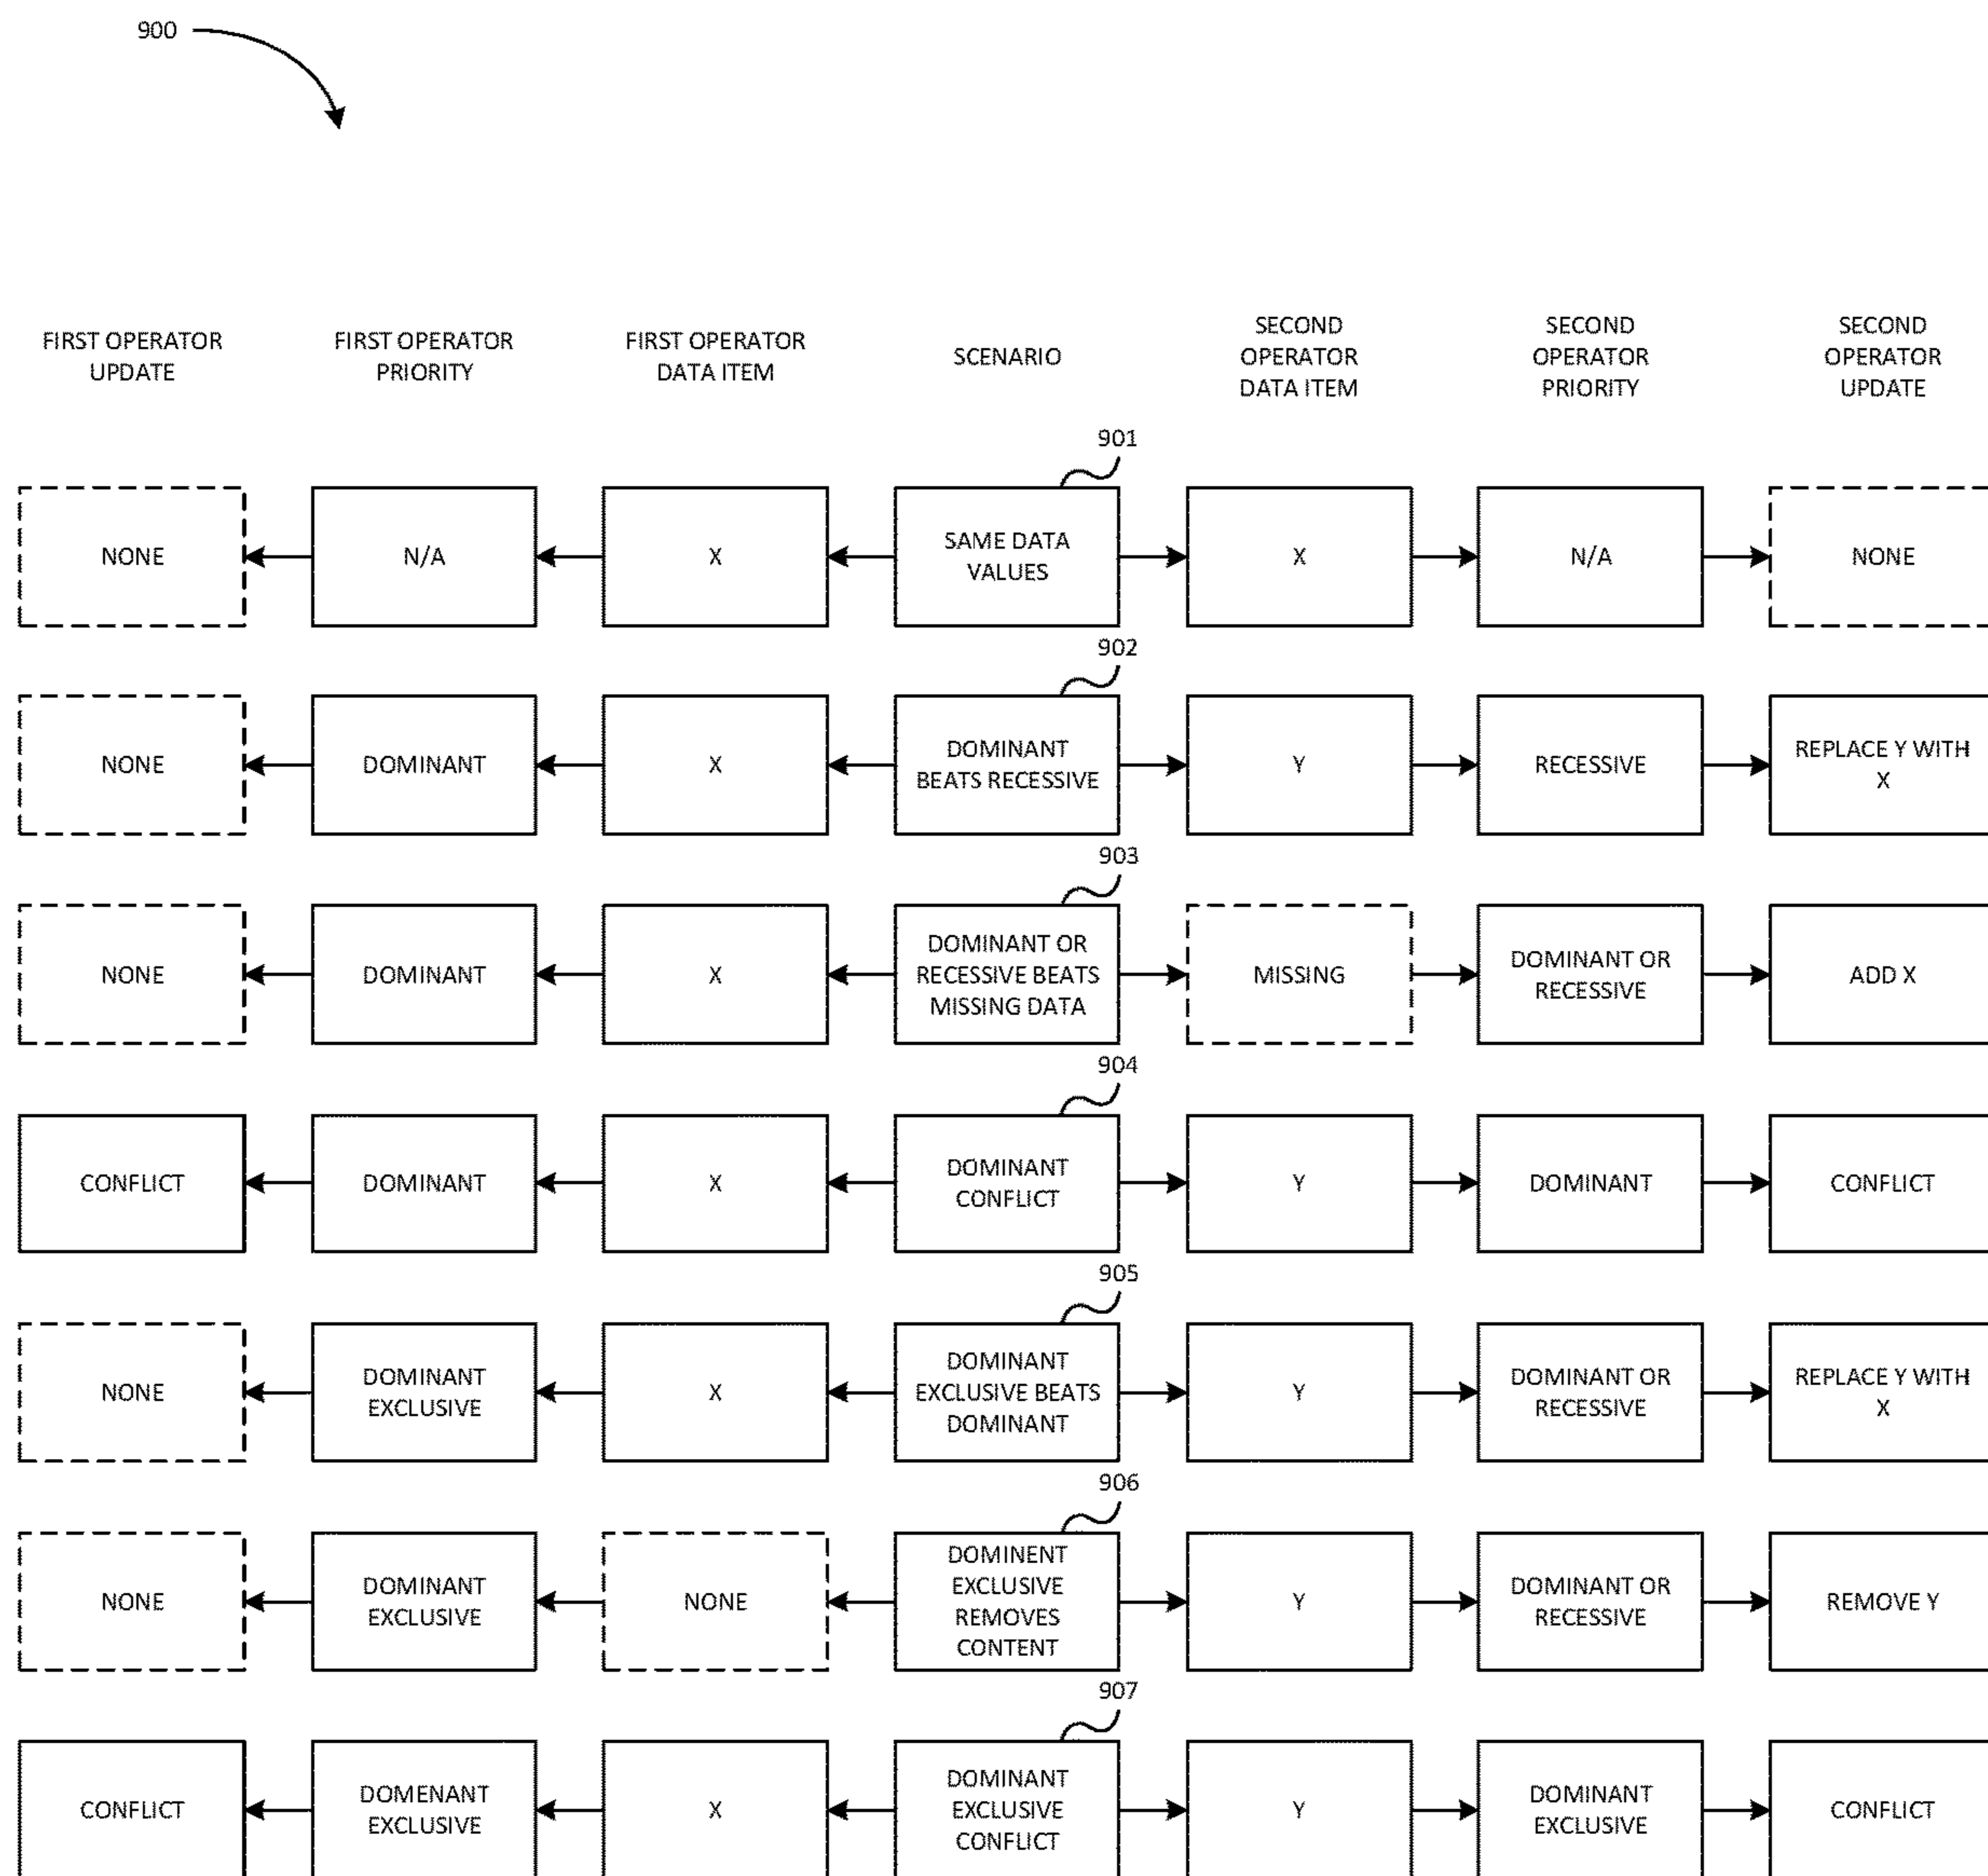 900
FIRST OPERATOR
UPDATE
FIRST OPERATOR
PRIORITY
FIRST OPERATOR
DATA ITEM
SCENARIO
SECOND
OPERATOR
DATA ITEM
SECOND
OPERATOR
PRIORITY
SECOND
OPERATOR
UPDATE
901
NONE
N/A
X
SAME DATA
VALUES
X
N/A
NONE
902
NONE
DOMINANT
X
DOMINANT
BEATS RECESSIVE
Y
RECESSIVE
REPLACE Y WITH
X
903
NONE
DOMINANT
X
DOMINANT OR
RECESSIVE BEATS
MISSING DATA
MISSING
DOMINANT OR
RECESSIVE
ADD X
904
CONFLICT
DOMINANT
X
DOMINANT
CONFLICT
Y
DOMINANT
CONFLICT
905
NONE
DOMINANT
EXCLUSIVE
X
DOMINANT
EXCLUSIVE BEATS
DOMINANT
Y
DOMINANT OR
RECESSIVE
REPLACE Y WITH
X
906
NONE
DOMINANT
EXCLUSIVE
NONE
DOMINENT
EXCLUSIVE
REMOVES
CONTENT
Y
DOMINANT OR
RECESSIVE
REMOVE Y
907
CONFLICT
DOMENANT
EXCLUSIVE
X
DOMINANT
EXCLUSIVE
CONFLICT
Y
DOMINANT
EXCLUSIVE
CONFLICT